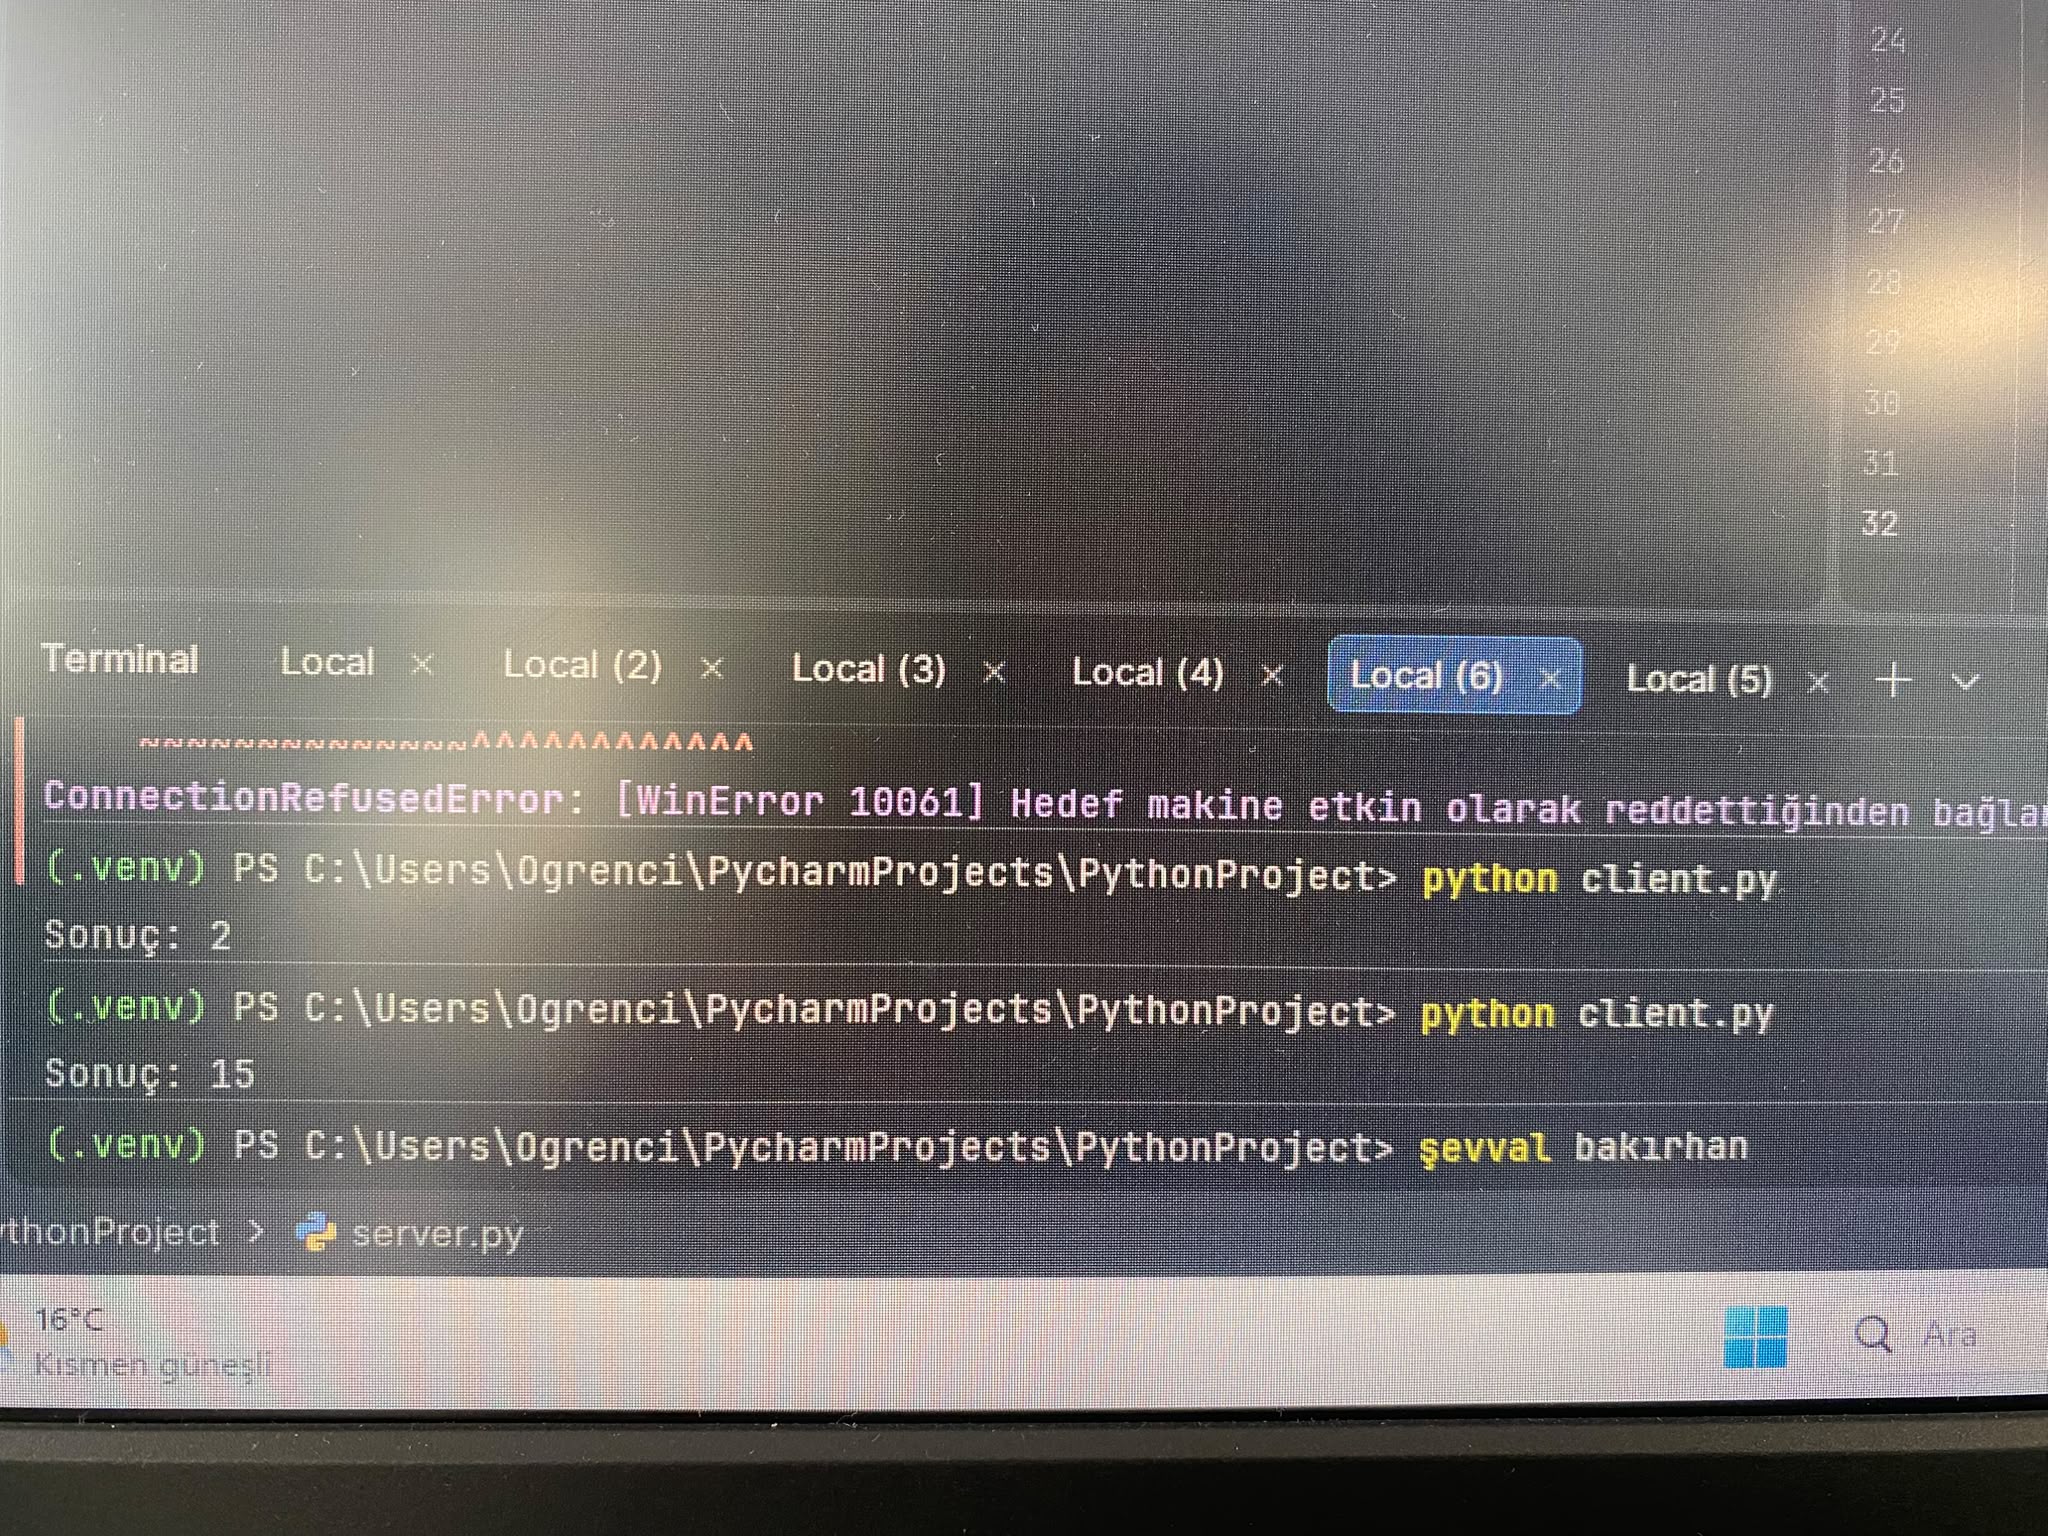 24
25
26
27
28
29
30
31
32
Terminal Local × Local (2) × Local (3) × Local (4) × Local (6) × Local (5) × +
~~~~~~~~~~~~~~^^^^^^^^^^^^
ConnectionRefusedError: [WinError 10061] Hedef makine etkin olarak reddettiğinden bağlan
(.venv) PS C:\Users\Ogrenci\PycharmProjects\PythonProject> python client.py
Sonuç: 2
(.venv) PS C:\Users\Ogrenci\PycharmProjects\PythonProject> python client.py
Sonuç: 15
(.venv) PS C:\Users\Ogrenci\PycharmProjects\PythonProject> şevval bakırhan
ythonProject > server.py
16°C
Kısmen güneşli
Ara